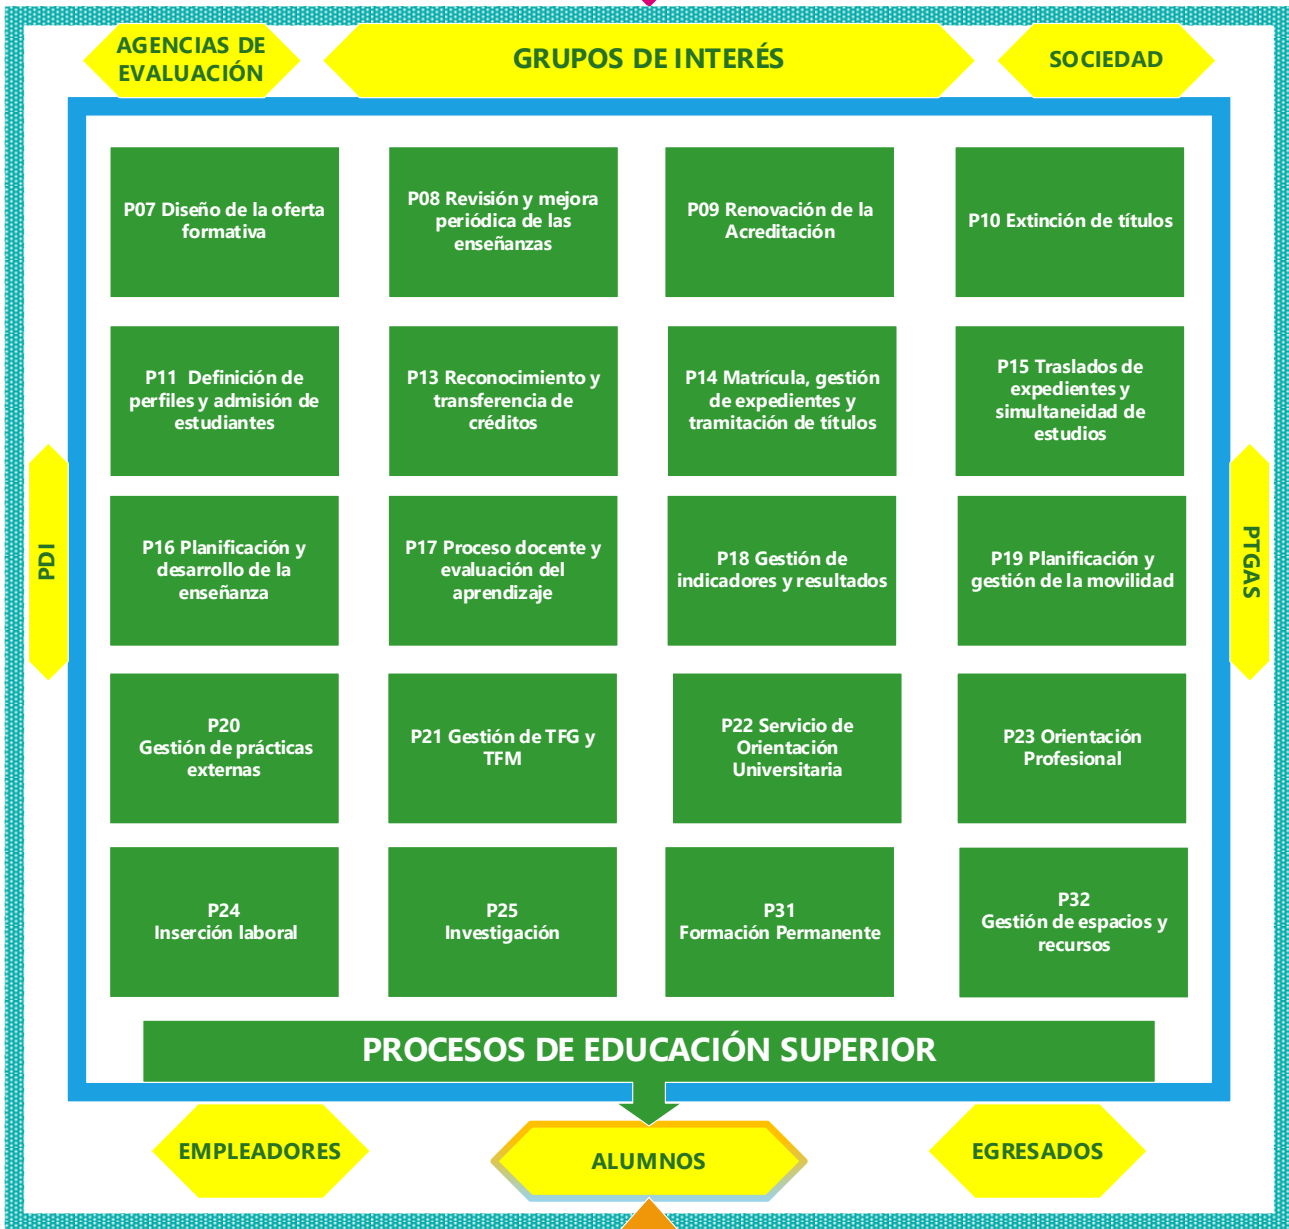 AGENCIAS DE
EVALUACIÓN
GRUPOS DE INTERÉS
SOCIEDAD
P07 Diseño de la oferta
formativa
P08 Revisión y mejora
periódica de las
enseñanzas
P09 Renovación de la
Acreditación
P10 Extinción de títulos
P11 Definición de
perfiles y admisión de
estudiantes
P13 Reconocimiento y
transferencia de
créditos
P14 Matrícula, gestión
de expedientes y
tramitación de títulos
P15 Traslados de
expedientes y
simultaneidad de
estudios
PDI
P16 Planificación y
desarrollo de la
enseñanza
P17 Proceso docente y
evaluación del
aprendizaje
P18 Gestión de
indicadores y resultados
P19 Planificación y
gestión de la movilidad
PTGAS
P20
Gestión de prácticas
externas
P21 Gestión de TFG y
TFM
P22 Servicio de
Orientación
Universitaria
P23 Orientación
Profesional
P24
Inserción laboral
P25
Investigación
P31
Formación Permanente
P32
Gestión de espacios y
recursos
PROCESOS DE EDUCACIÓN SUPERIOR
EMPLEADORES
ALUMNOS
EGRESADOS